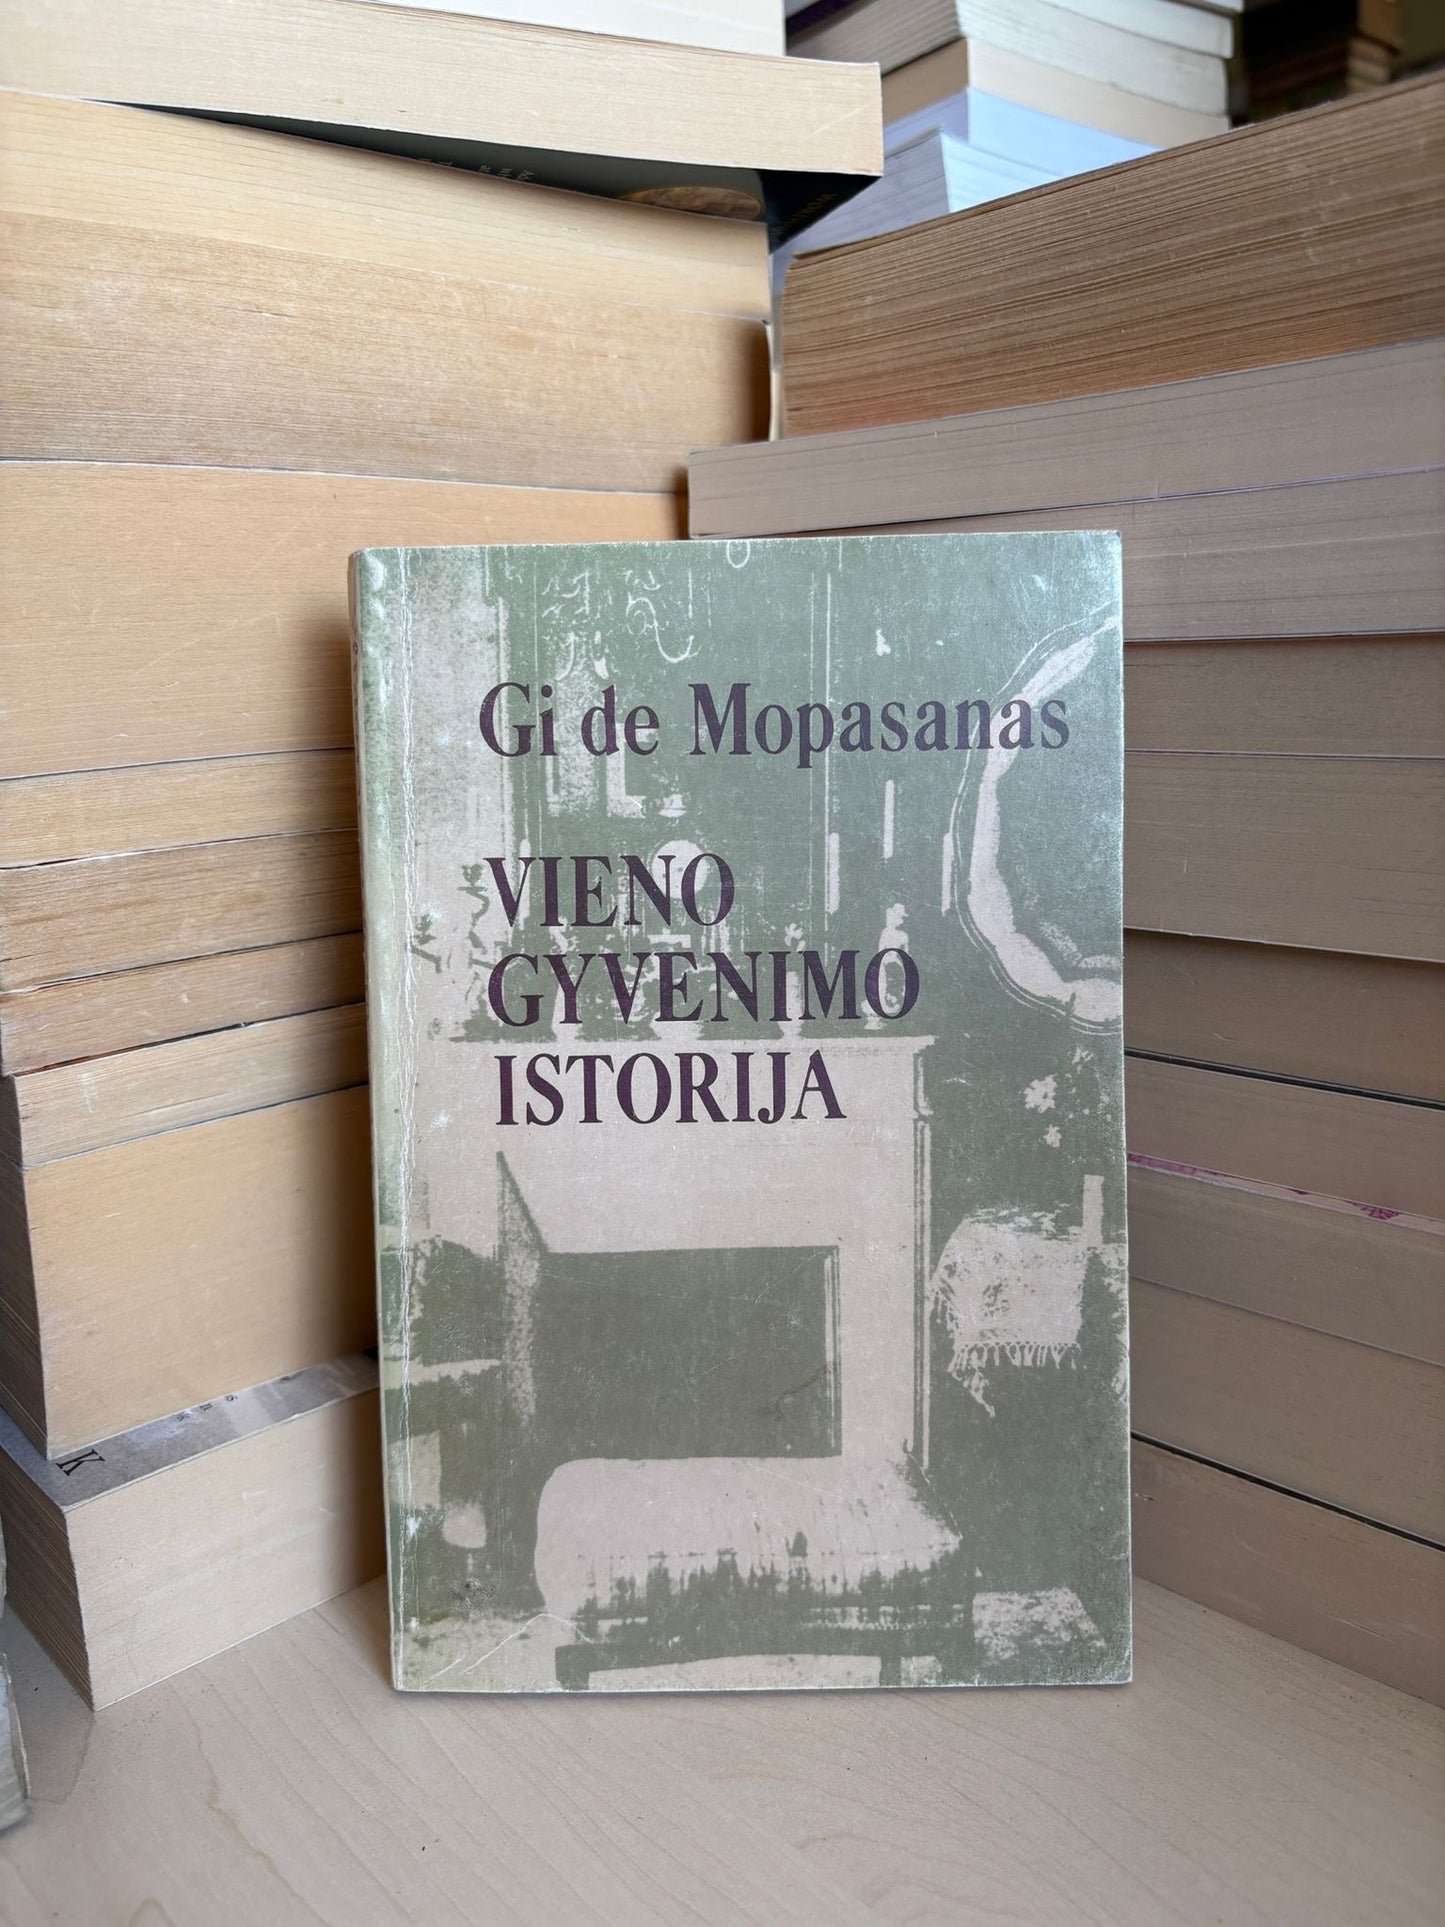 Gi de Mopasanas
VIENO
GYVENIMO
ISTORIJA
K